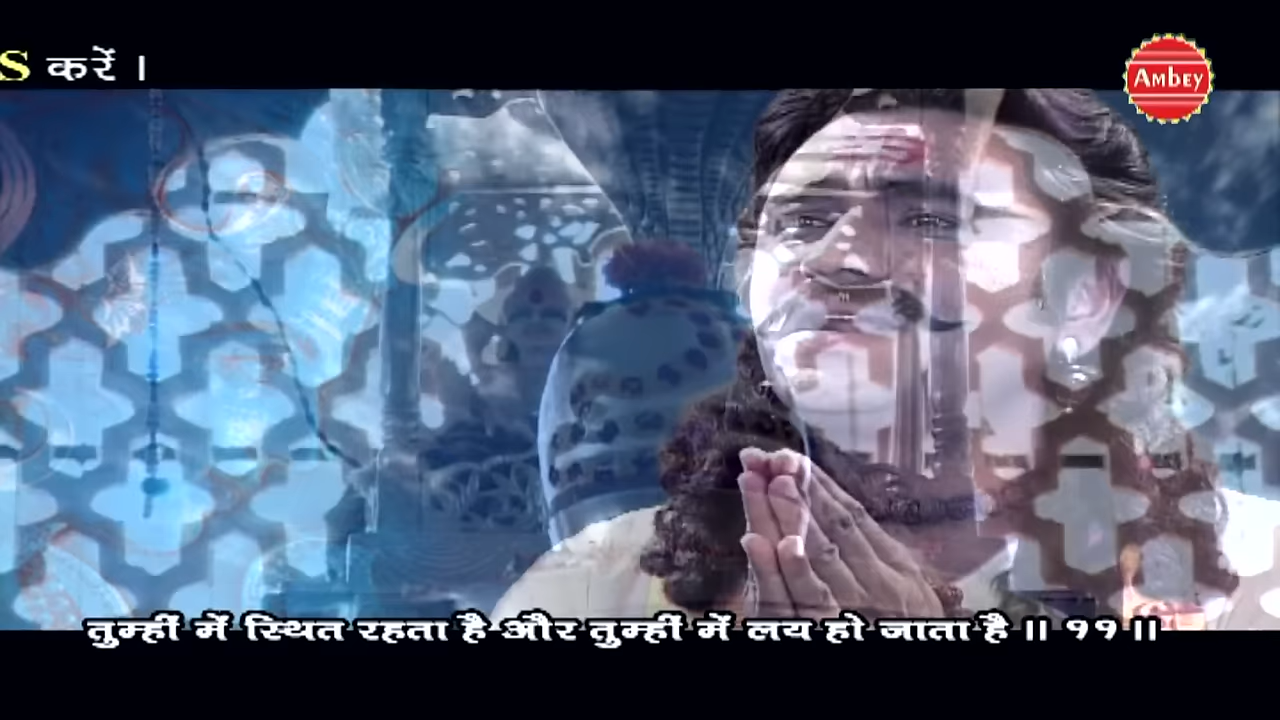 S करें ।
AMBEY
तुम्हीं में स्थित रहता है और तुम्हीं में लय हो जाता है ॥ ११ ॥